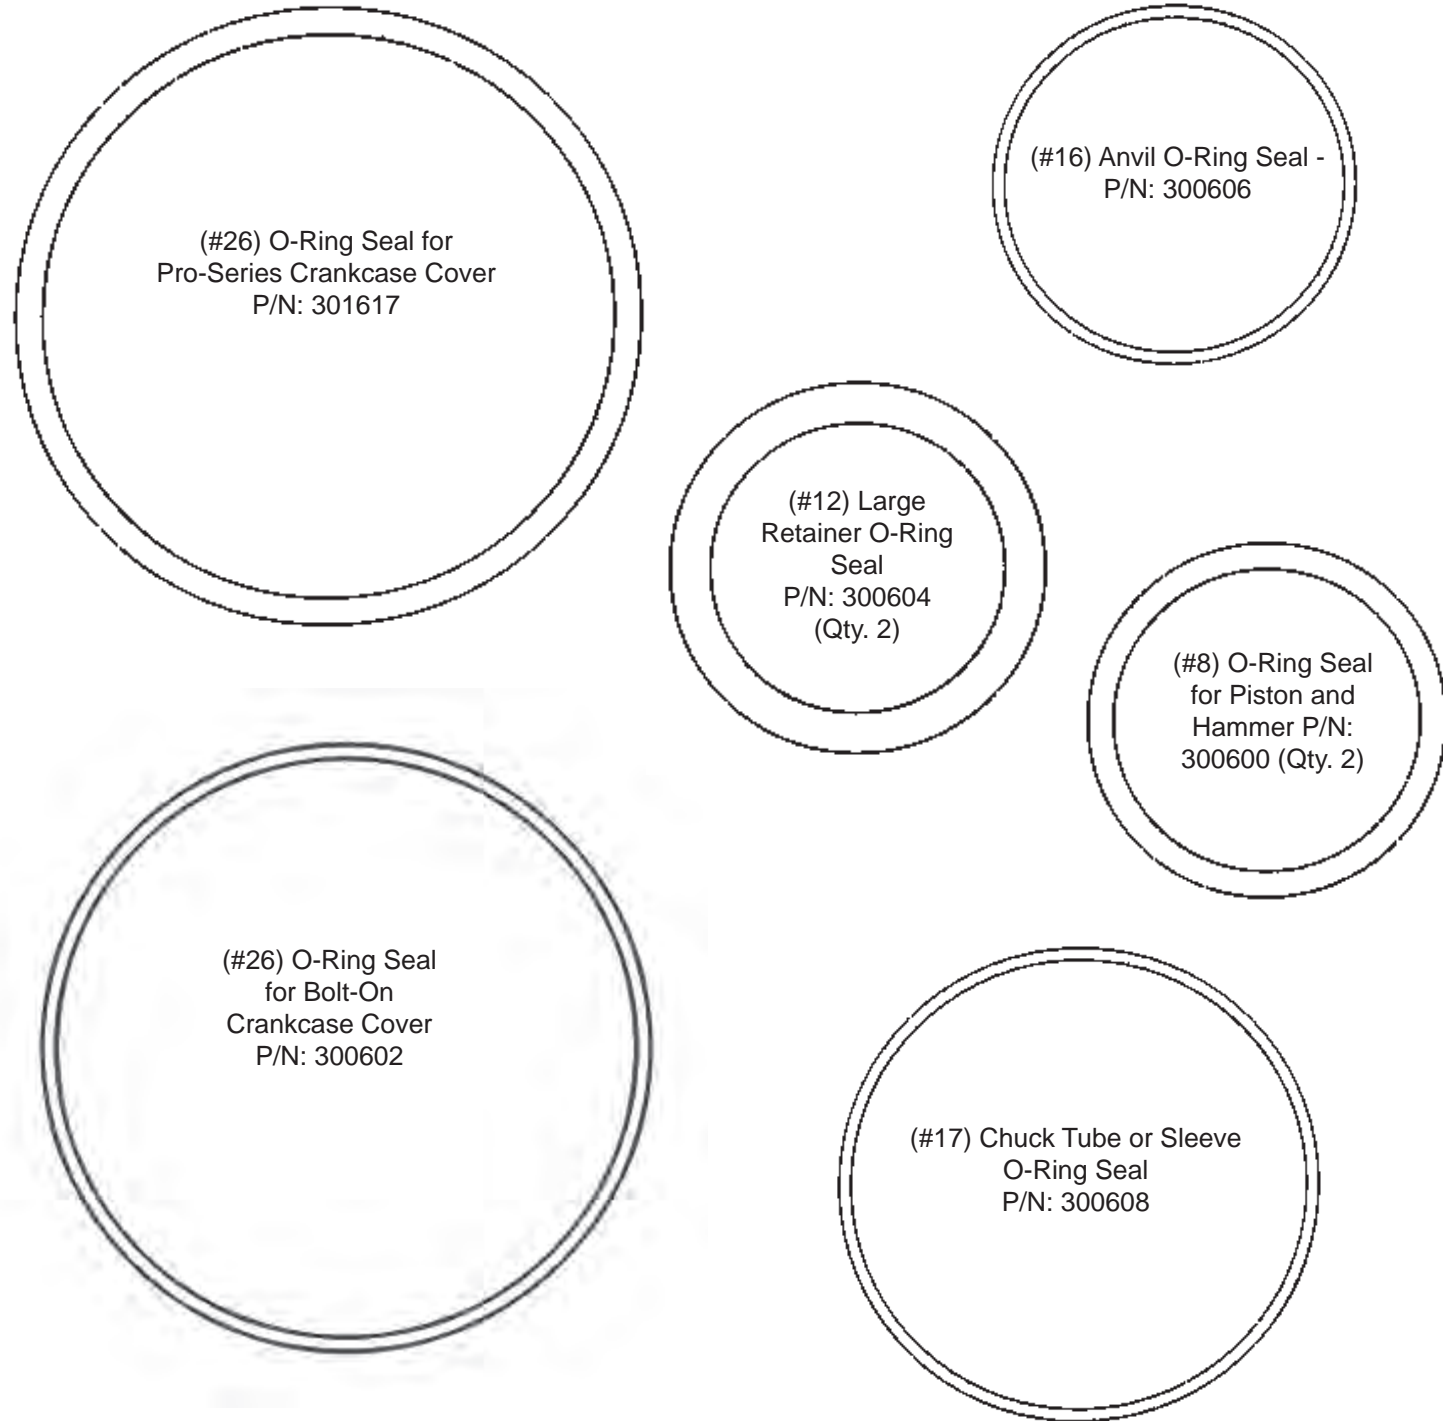 (#26) O-Ring Seal for
Pro-Series Crankcase Cover
P/N: 301617
(#16) Anvil O-Ring Seal -
P/N: 300606
(#12) Large
Retainer O-Ring
Seal
P/N: 300604
(Qty. 2)
(#8) O-Ring Seal
for Piston and
Hammer P/N:
300600 (Qty. 2)
(#26) O-Ring Seal
for Bolt-On
Crankcase Cover
P/N: 300602
(#17) Chuck Tube or Sleeve
O-Ring Seal
P/N: 300608